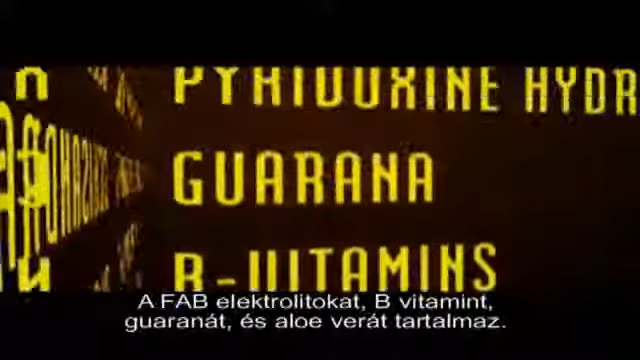 PYRIDOXINE HYDR
GUARANA
B-VITAMINS
A FAB elektrolitokat, B vitamint,
guaranát, és aloe verát tartalmaz.